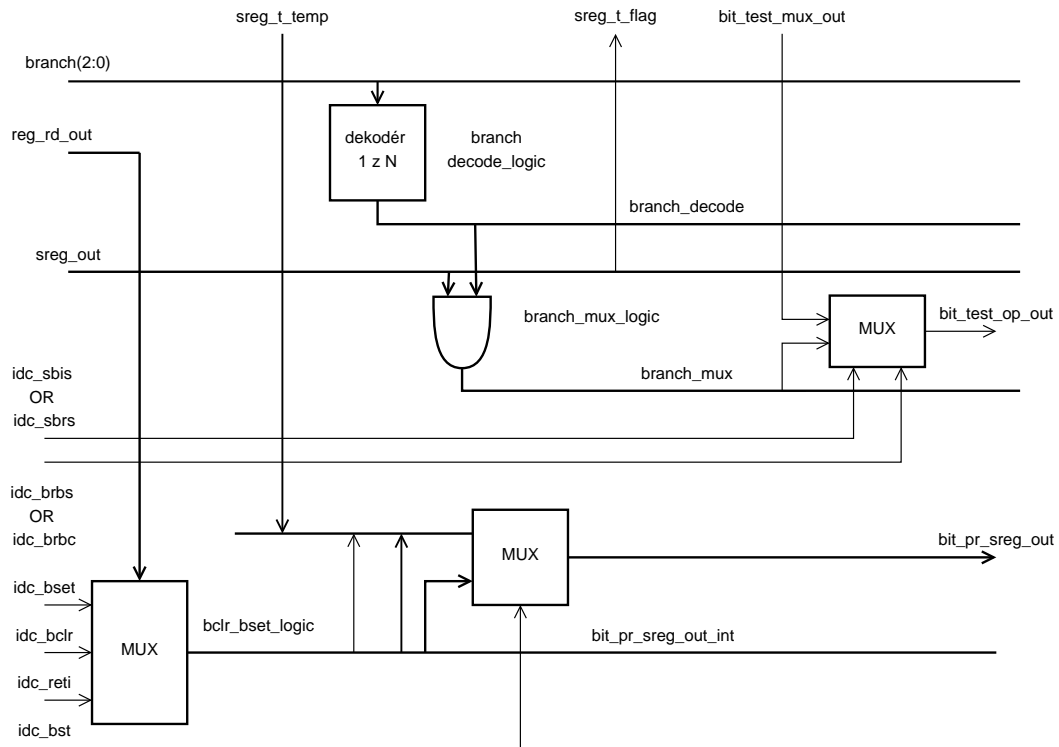 sreg_t_temp
sreg_t_flag
bit_test_mux_out
branch(2:0)
reg_rd_out
dekodér
1 z N
branch
decode_logic
branch_decode
sreg_out
branch_mux_logic
MUX
bit_test_op_out
idc_sbis
OR
idc_sbrs
branch_mux
idc_brbs
OR
idc_brbc
MUX
bit_pr_sreg_out
idc_bset
idc_bclr
idc_reti
idc_bst
MUX
bclr_bset_logic
bit_pr_sreg_out_int